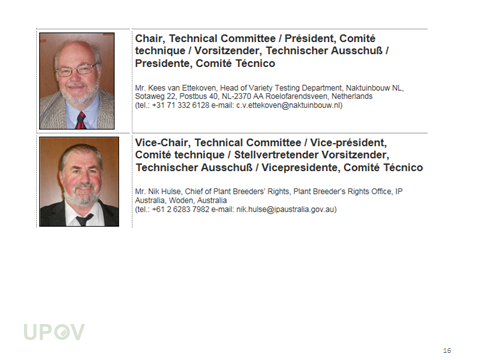 Chair, Technical Committee / Président, Comité
technique / Vorsitzender, Technischer Ausschuß /
Presidente, Comité Técnico
Mr. Kees van Ettekoven, Head of Variety Testing Department, Naktuinbouw NL,
Sotaweg 22, Postbus 40, NL-2370 AA Roelofarendsveen, Netherlands
(tel.: +31 71 332 6128 e-mail: c.v.ettekoven@naktuinbouw.nl)
Vice-Chair, Technical Committee / Vice-président,
Comité technique / Stellvertretender Vorsitzender,
Technischer Ausschuß / Vicepresidente, Comité Técnico
Mr. Nik Hulse, Chief of Plant Breeders' Rights, Plant Breeder's Rights Office, IP
Australia, Woden, Australia
(tel.: +61 2 6283 7982 e-mail: nik.hulse@ipaustralia.gov.au)
UPOV
16